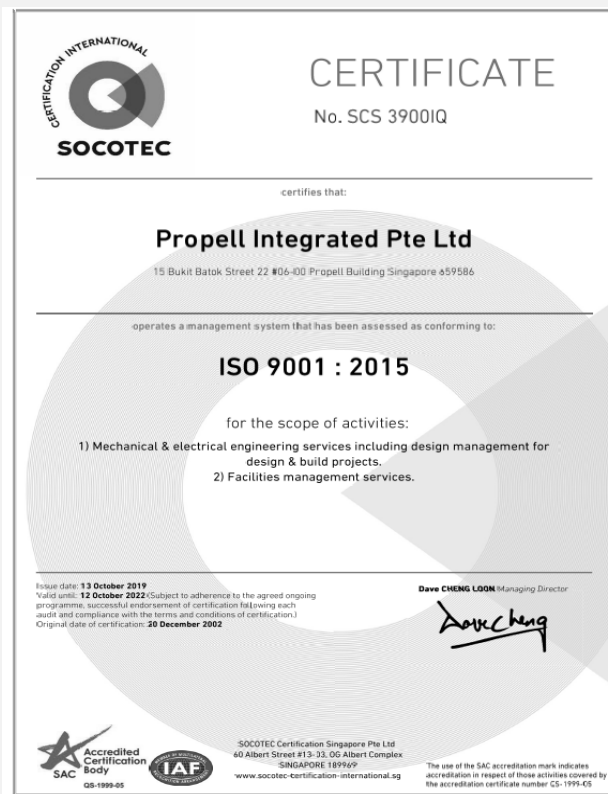 CERTIFICATION INTERNATIONAL
SOCOTEC
CERTIFICATE
No. SCS 3900IQ
certifies that:
Propell Integrated Pte Ltd
15 Bukit Batok Street 22 #06-00 Propell Building Singapore 659586
operates a management system that has been assessed as conforming to:
ISO 9001 : 2015
for the scope of activities:
1) Mechanical & electrical engineering services including design management for
design & build projects.
2) Facilities management services.
Issue date: 13 October 2019
Valid until: 12 October 2022 (Subject to adherence to the agreed ongoing
programme, successful endorsement of certification following each
audit and compliance with the terms and conditions of certification.)
Original date of certification: 20 December 2002
Dave CHENG LOON, Managing Director
Dave Cheng
SAC
Accredited
Certification
Body
QS-1999-05
IAF
SOCOTEC Certification Singapore Pte Ltd
60 Albert Street #13-03, OG Albert Complex
SINGAPORE 189969
www.socotec-certification-international.sg
The use of the SAC accreditation mark indicates
accreditation in respect of those activities covered by
the accreditation certificate number QS-1999-05